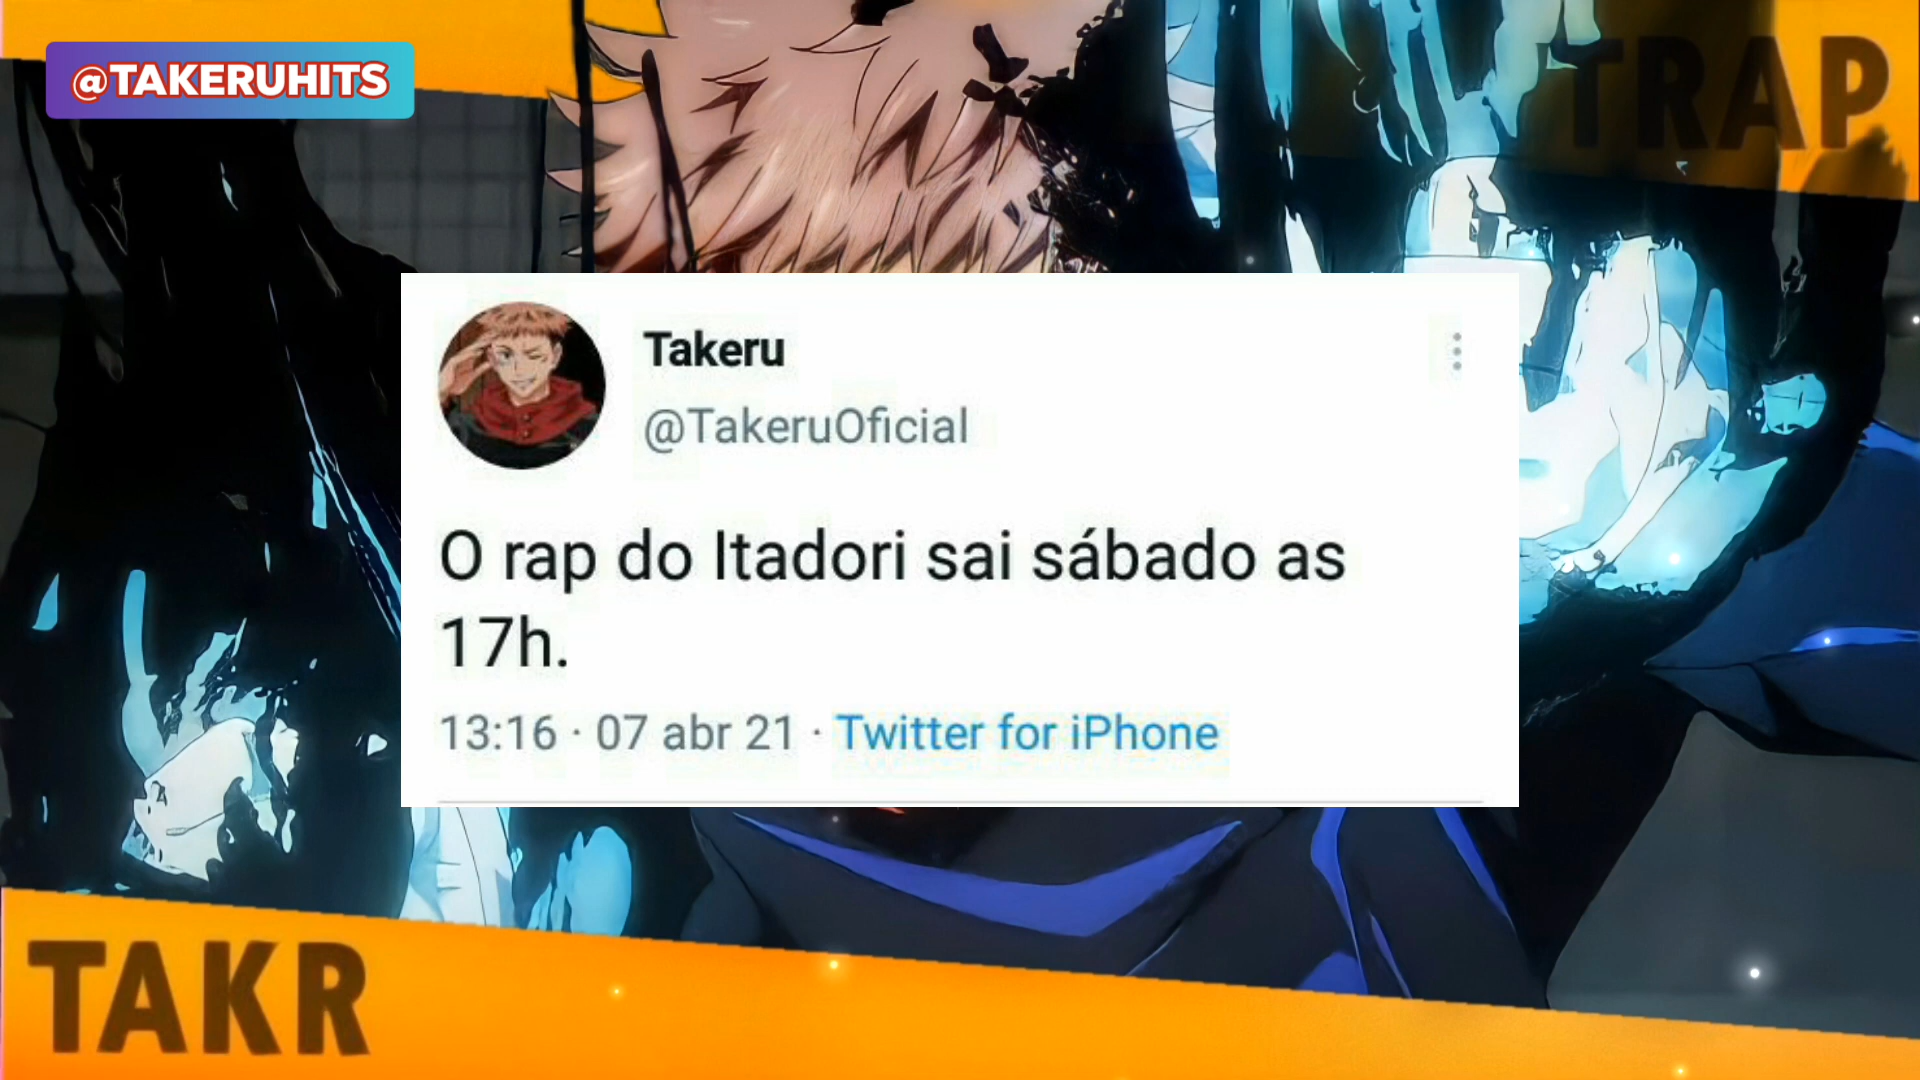 @TAKERUHITS
TRAP
Takeru
@TakeruOficial
O rap do Itadori sai sábado as
17h.
13:16 · 07 abr 21 · Twitter for iPhone
TAKR